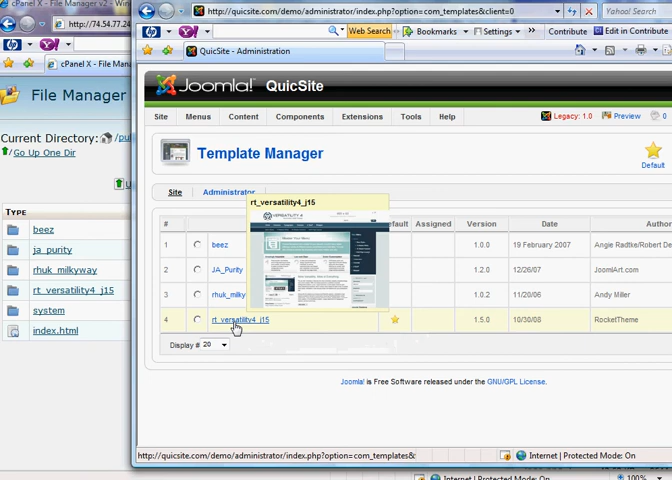 cPanel X - File Manager v2 - Win
http://74.54.77.24
cPanel X - File Man
File Manager
Current Directory: /pu
Go Up One Dir
U
TYPE
beez
ja_purity
rhuk_milkyway
rt_versatility4_j15
system
index.html
http://quicsite.com/demo/administrator/index.php?option=com_templates&client=0
Yahoo! Search
Web Search
Bookmarks
Settings
Contribute
Edit in Contribute
QuicSite - Administration
Joomla! QuicSite
Site Menus Content Components Extensions Tools Help
Legacy: 1.0 Preview 0
Template Manager
Default
Site Administrator
rt_versatility4_j15
VERSATILITY 4
# efault Assigned Version Date Author
1 beez 1.0.0 19 February 2007 Angie Radtke/Robert De
2 JA_Purity 1.2.0 12/26/07 JoomlArt.com
3 rhuk_milky 1.0.2 11/20/06 Andy Miller
4 rt_versatility4_j15 1.5.0 10/30/08 RocketTheme
Display # 20
Joomla! is Free Software released under the GNU/GPL License.
http://quicsite.com/demo/administrator/index.php?option=com_templates&t
Internet | Protected Mode: On
Internet | Protected Mode: On 100%